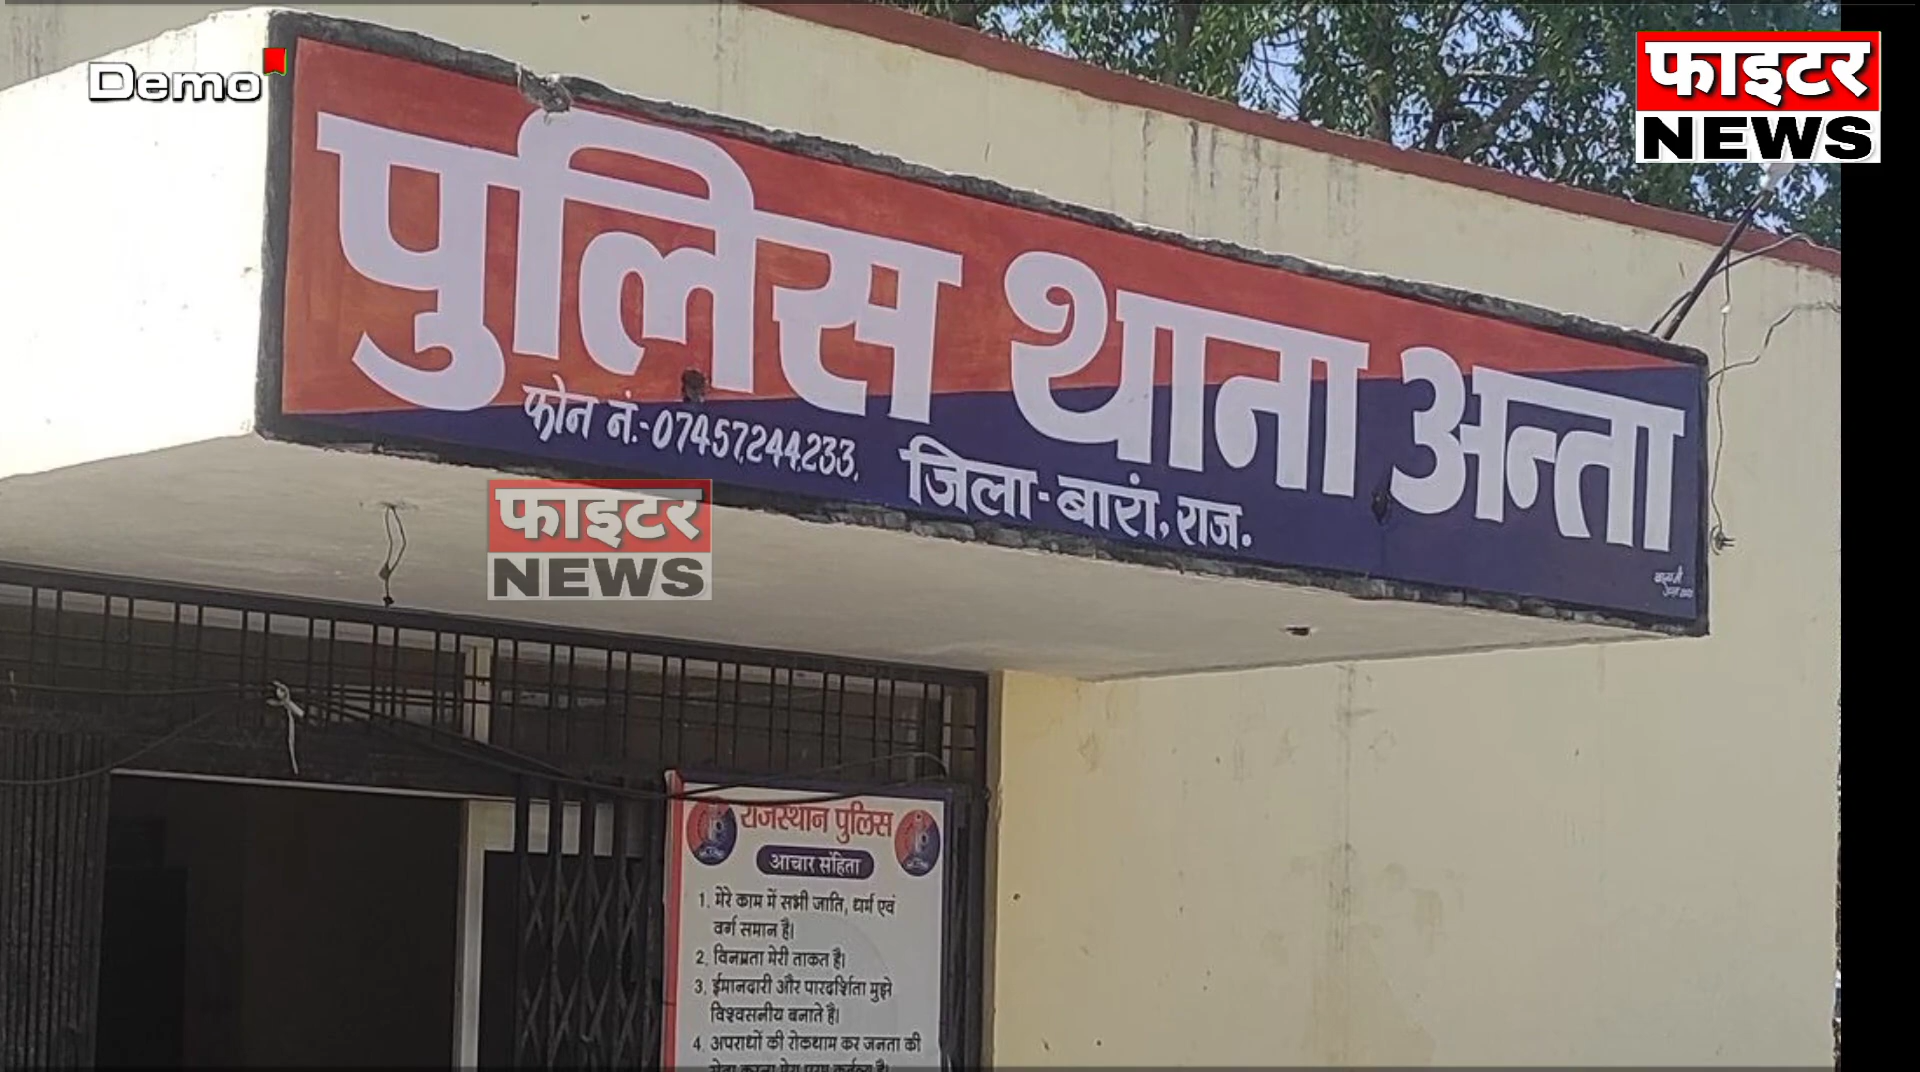 Demo
फाइटर
NEWS
पुलिस थाना अन्ता
फोन नं.-07457244233,
जिला-बारां, राज.
फाइटर
NEWS
राजस्थान पुलिस
आचार संहिता
1. मेरे काम में सभी जाति, धर्म एवं
वर्ग समान है।
2. विनम्रता मेरी ताकत है।
3. ईमानदारी और पारदर्शिता मुझे
विश्वसनीय बनाते है।
4. अपराधों की रोकथाम कर जनता की